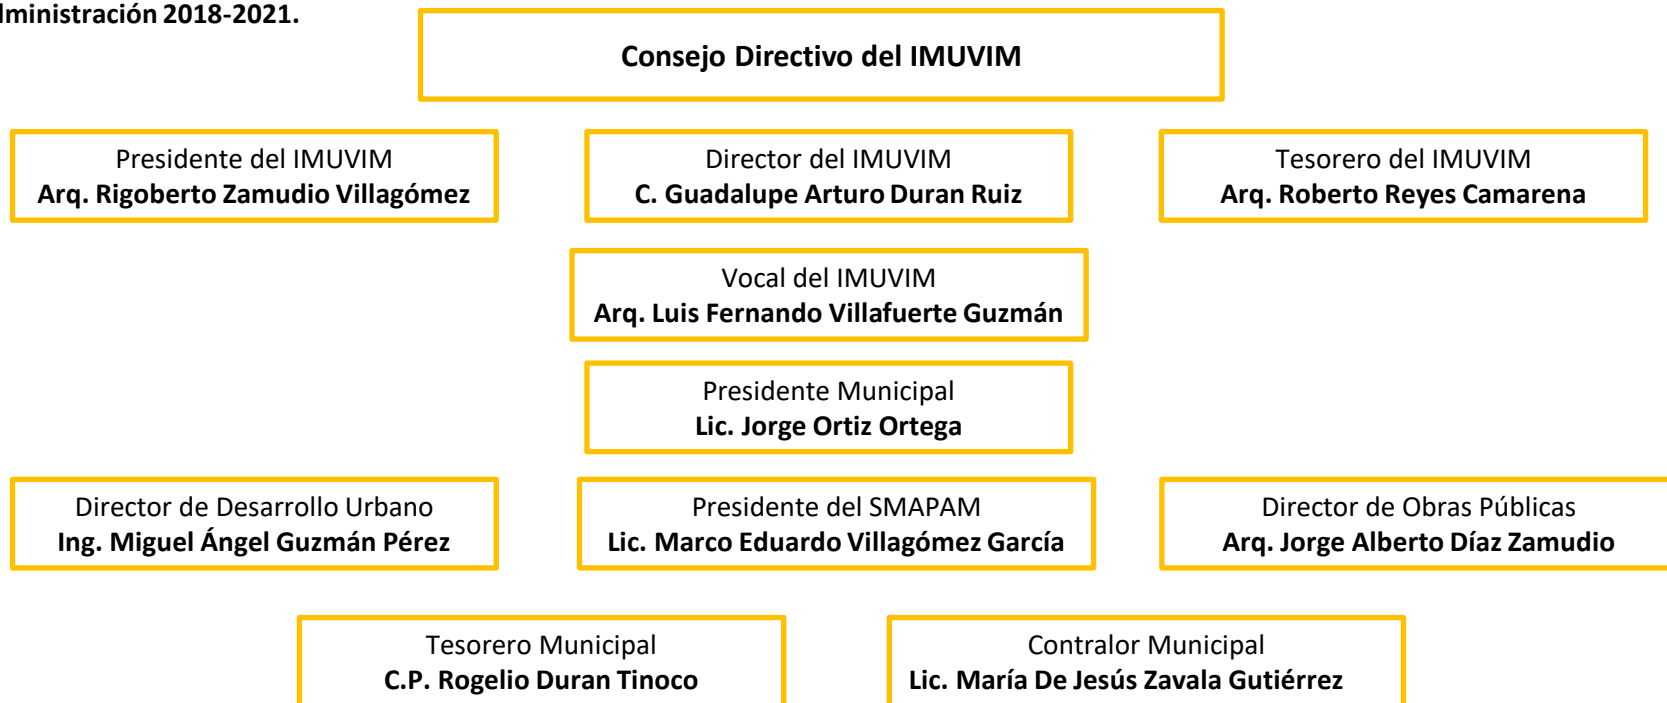 dministración 2018-2021.
Consejo Directivo del IMUVIM
Presidente del IMUVIM
Arq. Rigoberto Zamudio Villagómez
Director del IMUVIM
C. Guadalupe Arturo Duran Ruiz
Tesorero del IMUVIM
Arq. Roberto Reyes Camarena
Vocal del IMUVIM
Arq. Luis Fernando Villafuerte Guzmán
Presidente Municipal
Lic. Jorge Ortiz Ortega
Director de Desarrollo Urbano
Ing. Miguel Ángel Guzmán Pérez
Presidente del SMAPAM
Lic. Marco Eduardo Villagómez García
Director de Obras Públicas
Arq. Jorge Alberto Díaz Zamudio
Tesorero Municipal
C.P. Rogelio Duran Tinoco
Contralor Municipal
Lic. María De Jesús Zavala Gutiérrez